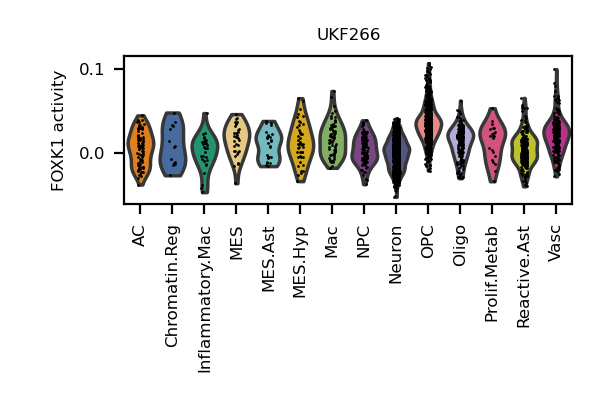 UKF266
FOXK1 activity
0.1
0.0
AC
Chromatin.Reg
Inflammatory.Mac
MES
MES.Ast
MES.Hyp
Mac
NPC
Neuron
OPC
Oligo
Prolif.Metab
Reactive.Ast
Vasc